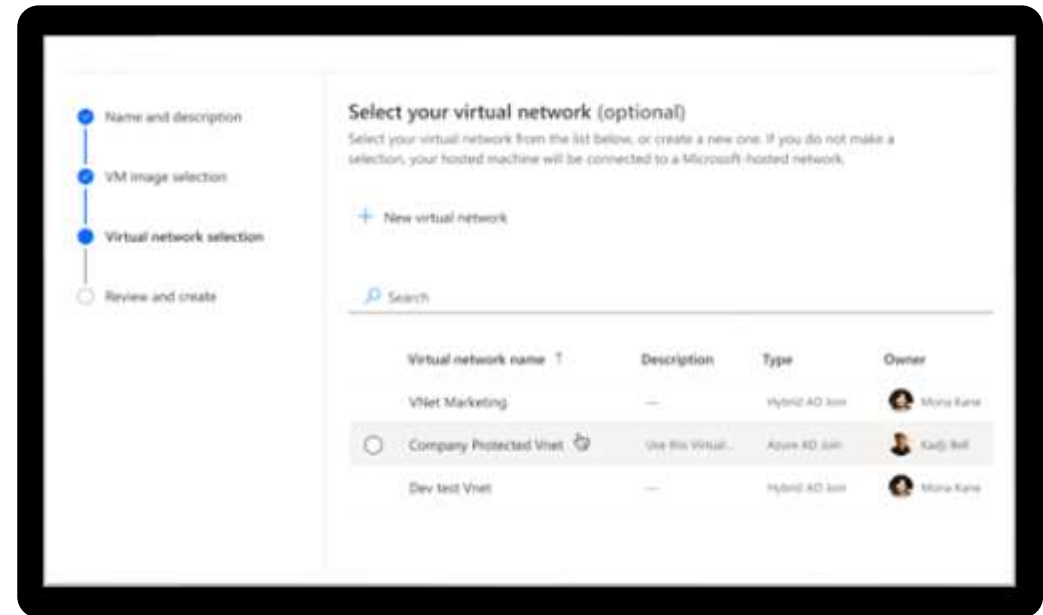 Name and description
VM image selection
Virtual network selection
Review and create
Select your virtual network (optional)
Select your virtual network from the list below, or create a new one. If you do not make a
selection, your hosted machine will be connected to a Microsoft-hosted network.
+ New virtual network
Search
Virtual network name ↑ Description Type Owner
VNet Marketing — Hybrid AD Join Mona Kane
Company Protected Vnet Use this Virtual... Azure AD Join Kadji Bell
Dev test Vnet — Hybrid AD Join Mona Kane